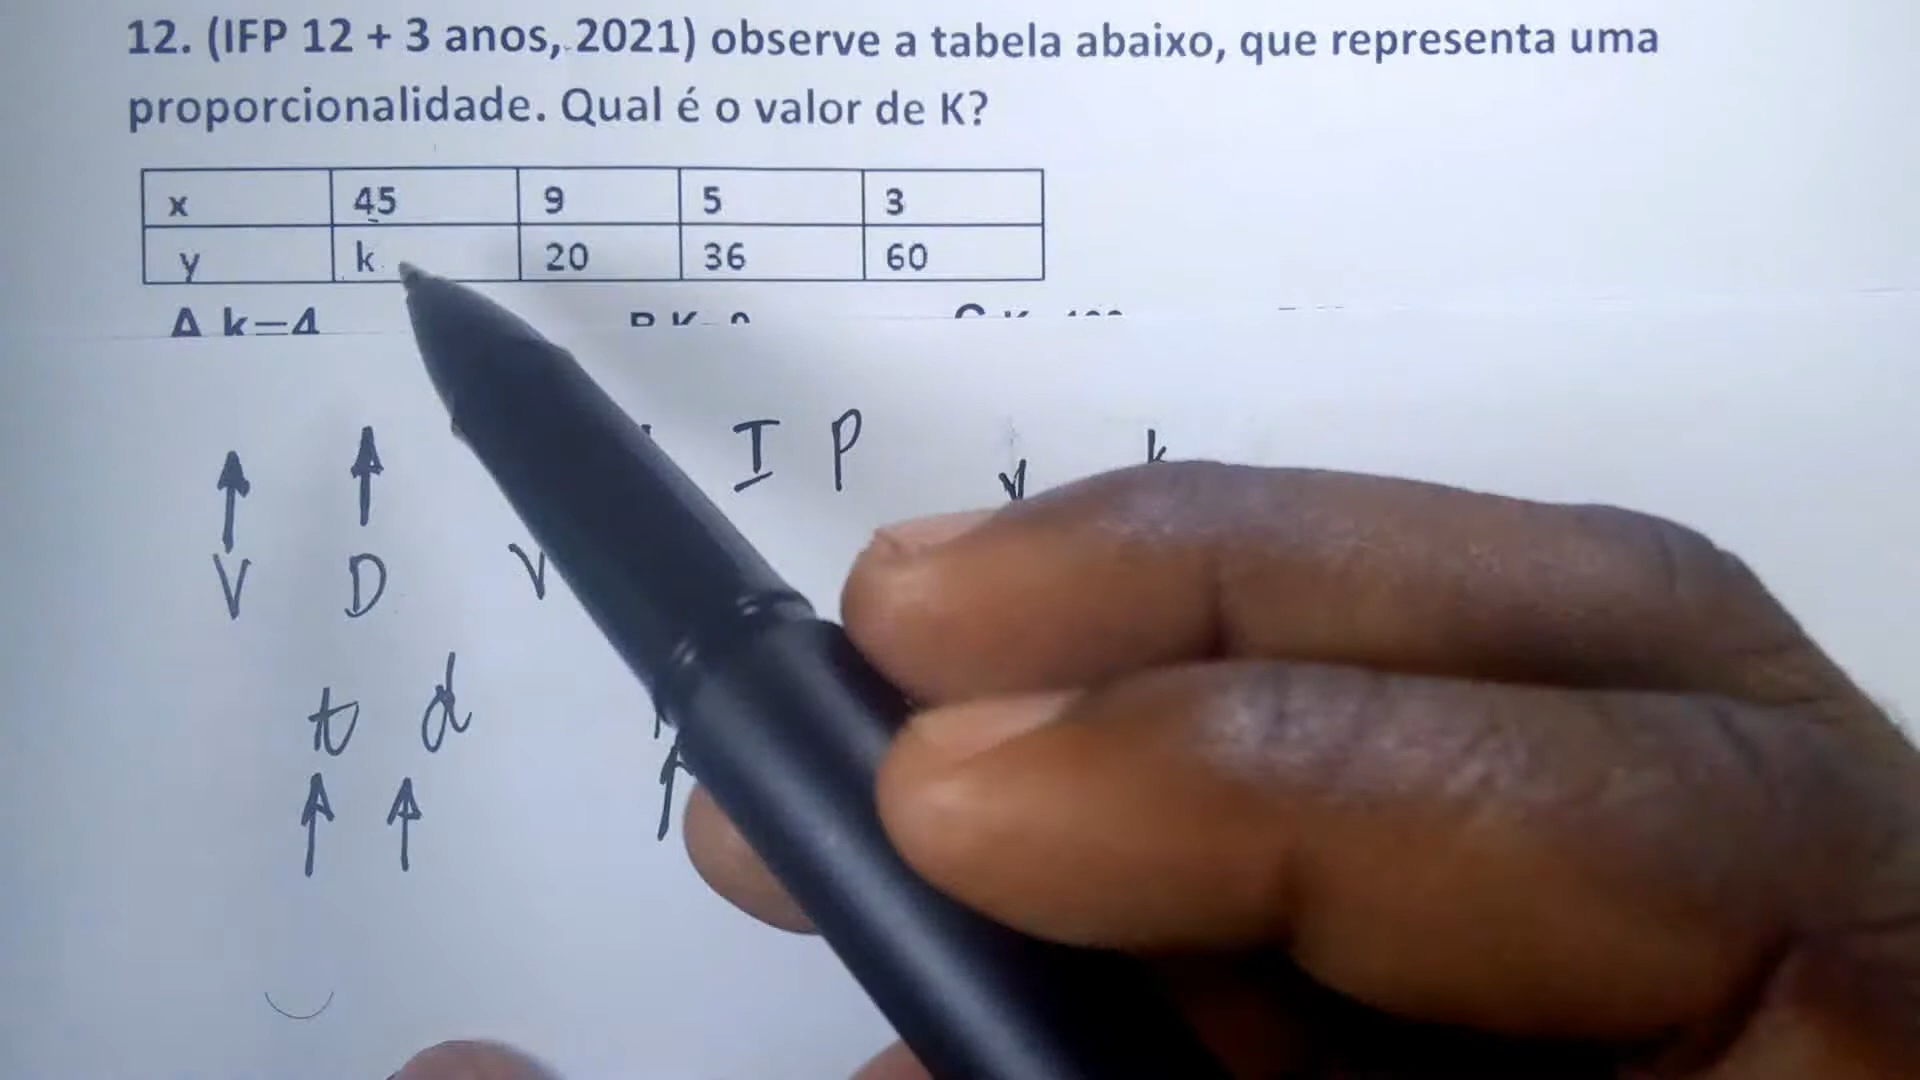 12. (IFP 12 + 3 anos, 2021) observe a tabela abaixo, que representa uma
proporcionalidade. Qual é o valor de K?
x 45 9 5 3
y k 20 36 60
A k=4
I P k
V D V
t d